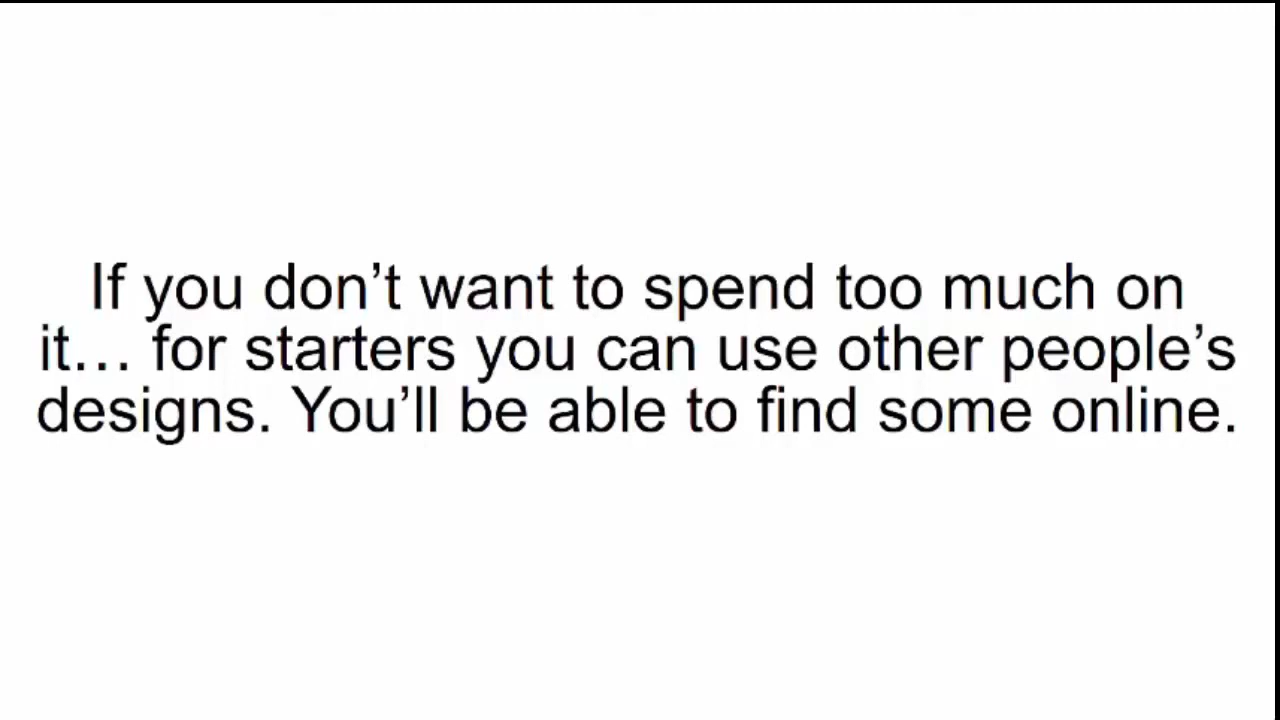 If you don’t want to spend too much on
it… for starters you can use other people’s
designs. You’ll be able to find some online.